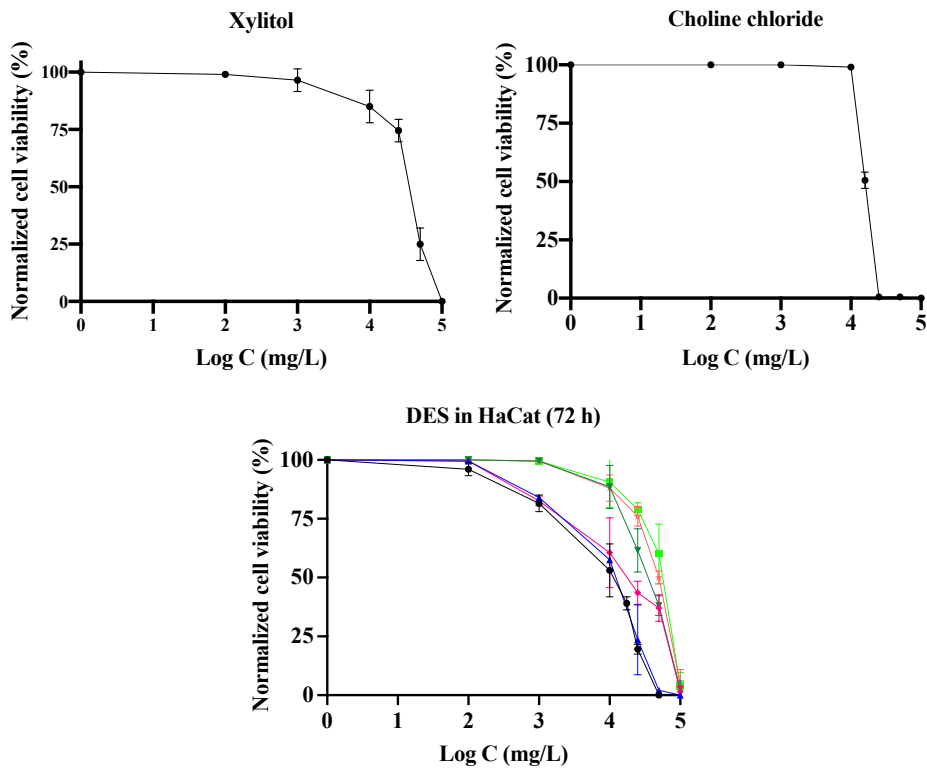 Xylitol
Normalized cell viability (%)
100
75
50
25
0
0 1 2 3 4 5
Log C (mg/L)
Choline chloride
Normalized cell viability (%)
100
75
50
25
0
0 1 2 3 4 5
Log C (mg/L)
DES in HaCat (72 h)
Normalized cell viability (%)
100
75
50
25
0
0 1 2 3 4 5
Log C (mg/L)